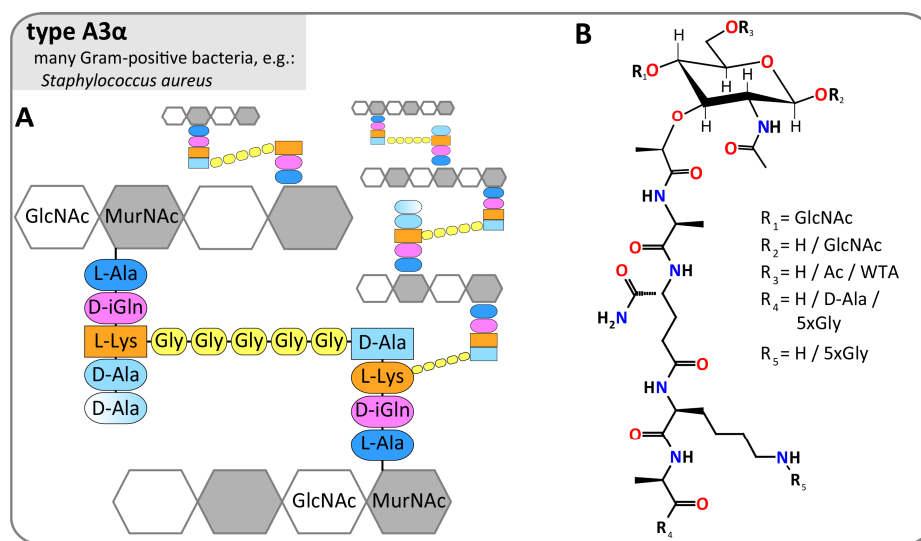 type A3α
many Gram-positive bacteria, e.g.:
Staphylococcus aureus
A
GlcNAc
MurNAc
L-Ala
D-iGln
L-Lys
Gly Gly Gly Gly Gly
D-Ala
D-Ala
D-Ala
L-Lys
D-iGln
L-Ala
GlcNAc
MurNAc
B
OR3
H
O
H
R1O
H
OR2
H
H
O
NH
O
O
HN
O
NH
O
H2N
O
HN
O
NH
NH
R5
O
R4
R1 = GlcNAc
R2 = H / GlcNAc
R3 = H / Ac / WTA
R4 = H / D-Ala /
5xGly
R5 = H / 5xGly